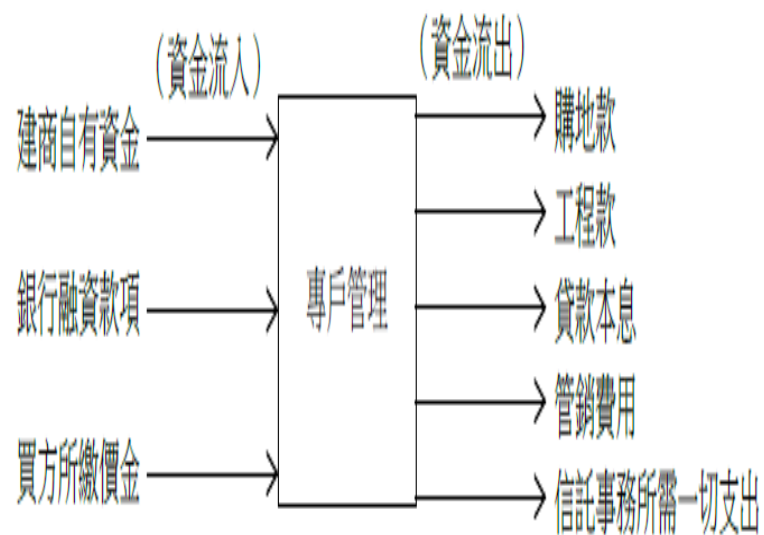 （資金流入）
（資金流出）
建商自有資金
銀行融資款項
買方所繳價金
專戶管理
購地款
工程款
貸款本息
管銷費用
信託事務所需一切支出